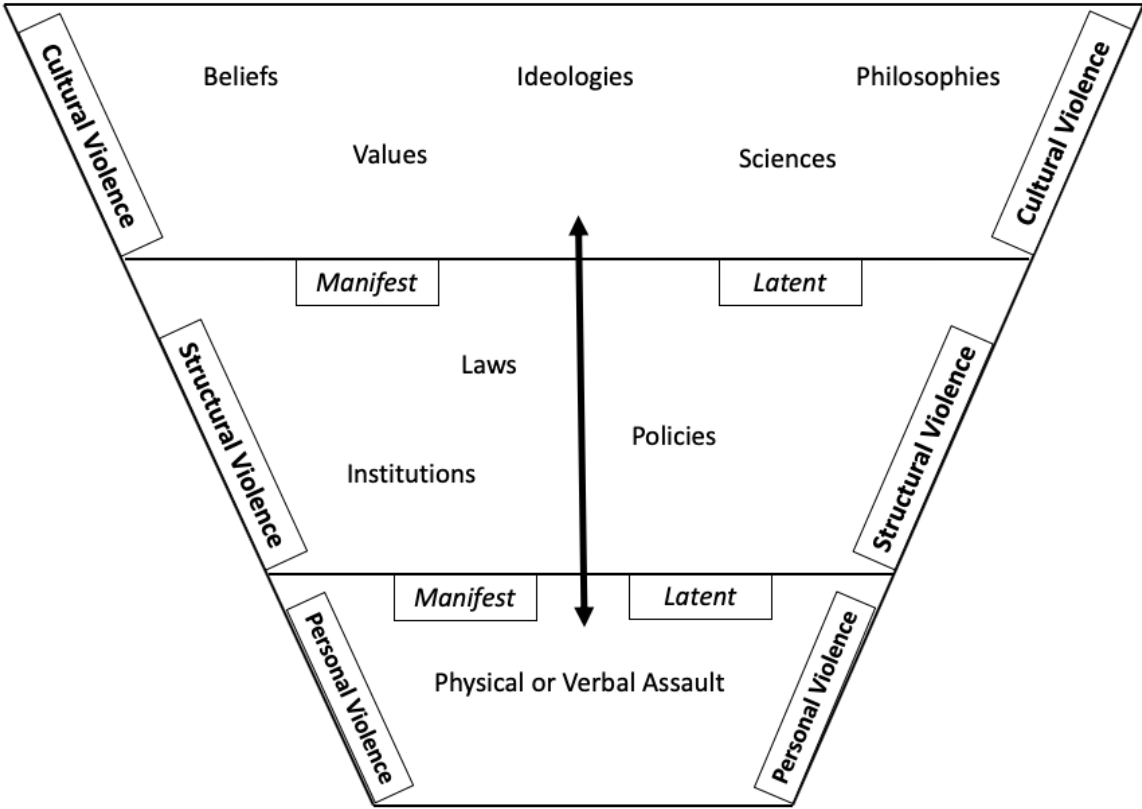 Cultural Violence
Beliefs
Ideologies
Philosophies
Cultural Violence
Values
Sciences
Manifest
Latent
Structural Violence
Laws
Policies
Institutions
Structural Violence
Manifest
Latent
Personal Violence
Physical or Verbal Assault
Personal Violence